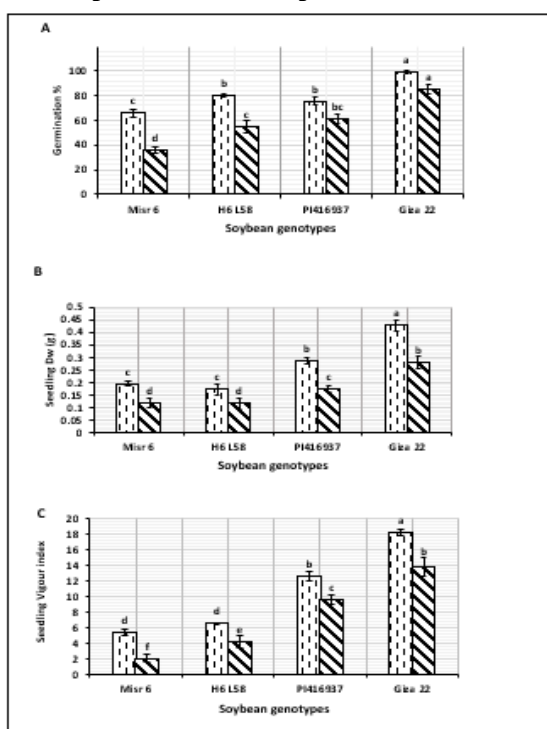 A
Germination %
100
80
60
40
20
0
c
d
b
c
b
bc
a
a
Misr 6 H6 L58 PI416937 Giza 22
Soybean genotypes
B
Seedling Dw (g)
0.5
0.45
0.4
0.35
0.3
0.25
0.2
0.15
0.1
0.05
0
c
d
c
d
b
c
a
b
Misr 6 H6 L58 PI416937 Giza 22
Soybean genotypes
C
Seedling Vigour index
20
18
16
14
12
10
8
6
4
2
0
d
f
d
e
b
c
a
b
Misr 6 H6 L58 PI416937 Giza 22
Soybean genotypes